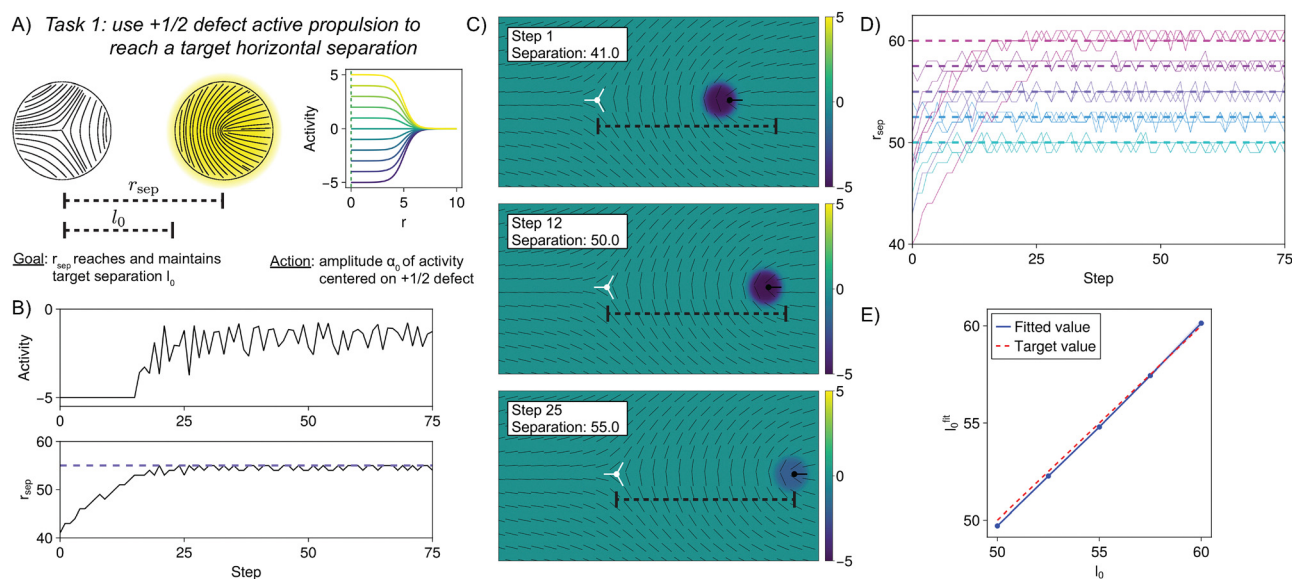 A) Task 1: use +1/2 defect active propulsion to
reach a target horizontal separation
r_sep
l_0
Goal: r_sep reaches and maintains
target separation l_0
Activity
5
0
−5
0
5
10
r
Action: amplitude α_0 of activity
centered on +1/2 defect
B)
Activity
0
−5
0
25
50
75
r_sep
60
50
40
0
25
50
75
Step
C)
Step 1
Separation: 41.0
5
0
−5
Step 12
Separation: 50.0
5
0
−5
Step 25
Separation: 55.0
5
0
−5
D)
r_sep
60
50
40
0
25
50
75
Step
E)
Fitted value
Target value
l_0^fit
60
55
50
50
55
60
l_0